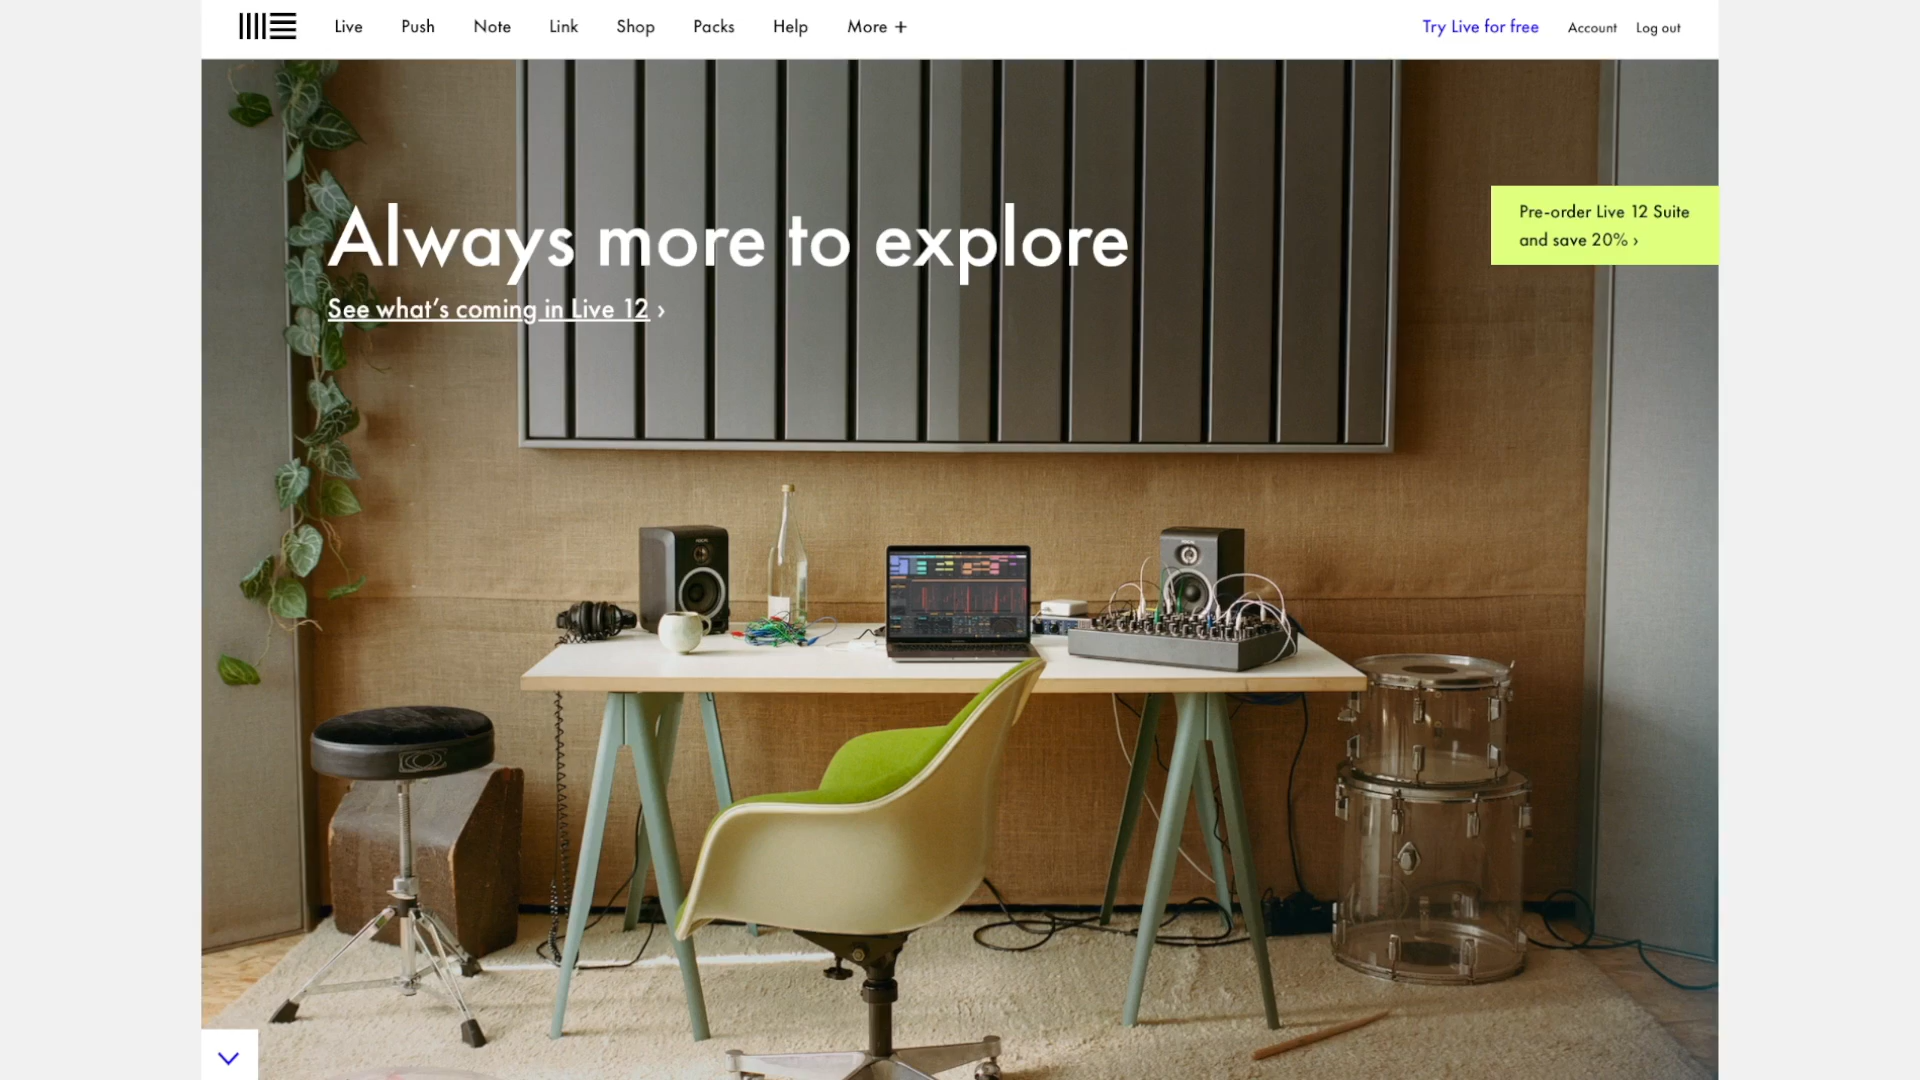 Live Push Note Link Shop Packs Help More + Try Live for free Account Log out
Always more to explore
See what’s coming in Live 12 ›
Pre-order Live 12 Suite
and save 20% ›